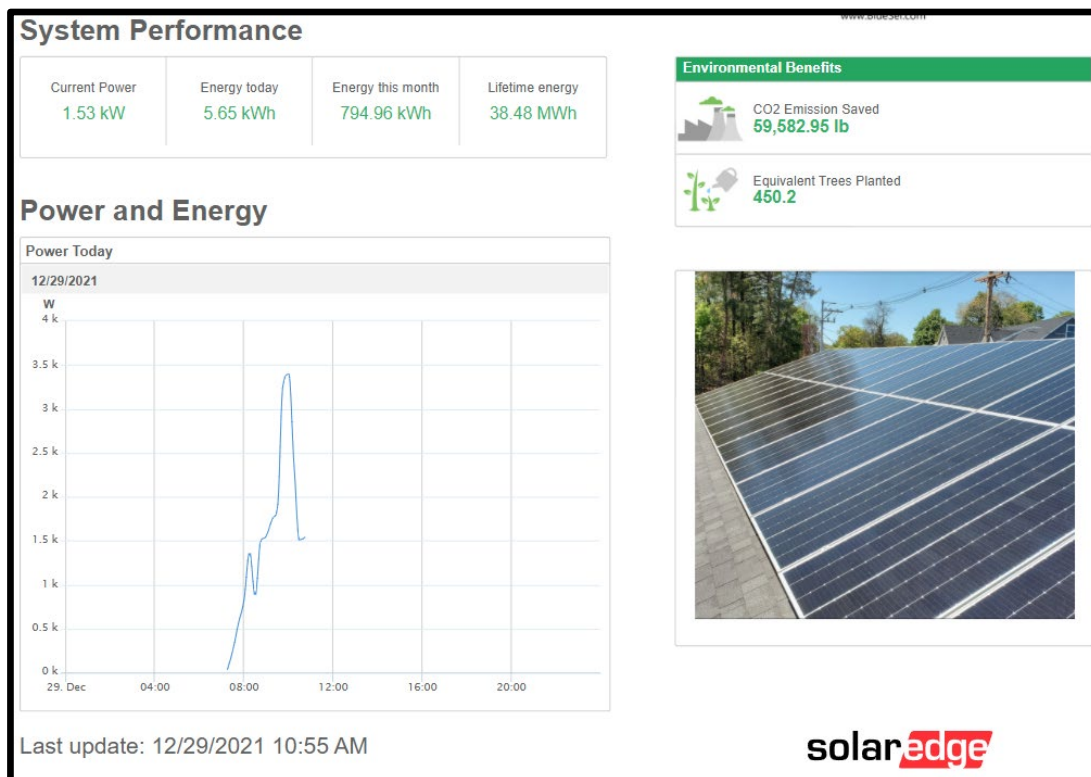 www.BlueSel.com
System Performance
Current Power
1.53 kW
Energy today
5.65 kWh
Energy this month
794.96 kWh
Lifetime energy
38.48 MWh
Environmental Benefits
CO2 Emission Saved
59,582.95 lb
Equivalent Trees Planted
450.2
Power and Energy
Power Today
12/29/2021
W
4 k
3.5 k
3 k
2.5 k
2 k
1.5 k
1 k
0.5 k
0 k
29. Dec 04:00 08:00 12:00 16:00 20:00
Last update: 12/29/2021 10:55 AM
solaredge